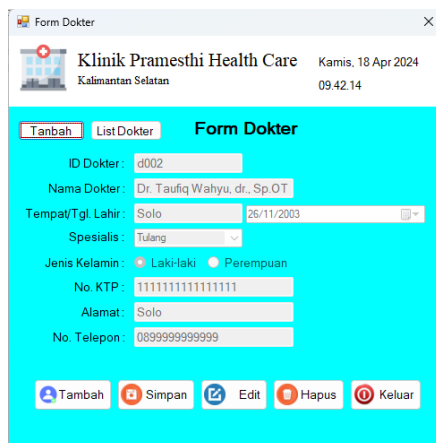 Form Dokter
Klinik Pramesthi Health Care
Kalimantan Selatan
Kamis, 18 Apr 2024
09.42.14
Tanbah List Dokter Form Dokter
ID Dokter : d002
Nama Dokter : Dr. Taufiq Wahyu, dr., Sp.OT
Tempat/Tgl. Lahir : Solo 26/11/2003
Spesialis : Tulang
Jenis Kelamin : Laki-laki Perempuan
No. KTP : 1111111111111111
Alamat : Solo
No. Telepon : 0899999999999
Tambah Simpan Edit Hapus Keluar